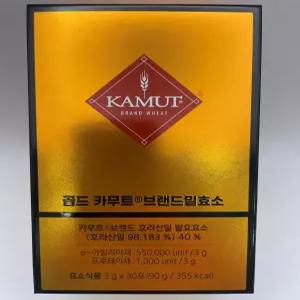 KAMUT®
BRAND WHEAT
골드 카무트®브랜드밀효소
카무트®브랜드 호라산밀 발효효소
(호라산밀 98.183 %) 40 %
α-아밀라아제 : 550,000 unit / 3 g
프로테아제 : 1,000 unit / 3 g
효소식품 3 g x 30포 (90 g / 355 kcal)